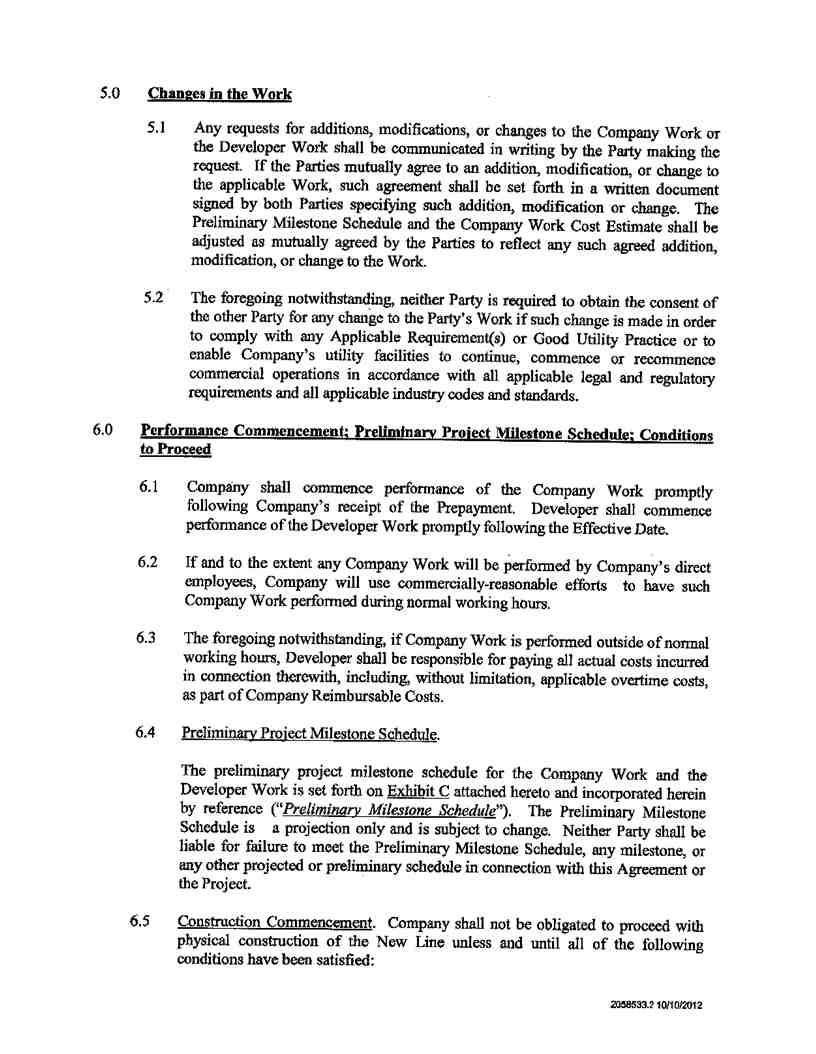 5.0 Changes in the Work
5.1 Any requests for additions, modifications, or changes to the Company Work or
the Developer Work shall be communicated in writing by the Party making the
request. If the Parties mutually agree to an addition, modification, or change to
the applicable Work, such agreement shall be set forth in a written document
signed by both Parties specifying such addition, modification or change. The
Preliminary Milestone Schedule and the Company Work Cost Estimate shall be
adjusted as mutually agreed by the Parties to reflect any such agreed addition,
modification, or change to the Work.
5.2 The foregoing notwithstanding, neither Party is required to obtain the consent of
the other Party for any change to the Party's Work if such change is made in order
to comply with any Applicable Requirement(s) or Good Utility Practice or to
enable Company's utility facilities to continue, commence or recommence
commercial operations in accordance with all applicable legal and regulatory
requirements and all applicable industry codes and standards.
6.0 Performance Commencement; Preliminary Project Milestone Schedule; Conditions
to Proceed
6.1 Company shall commence performance of the Company Work promptly
following Company's receipt of the Prepayment. Developer shall commence
performance of the Developer Work promptly following the Effective Date.
6.2 If and to the extent any Company Work will be performed by Company's direct
employees, Company will use commercially-reasonable efforts to have such
Company Work performed during normal working hours.
6.3 The foregoing notwithstanding, if Company Work is performed outside of normal
working hours, Developer shall be responsible for paying all actual costs incurred
in connection therewith, including, without limitation, applicable overtime costs,
as part of Company Reimbursable Costs.
6.4 Preliminary Project Milestone Schedule.
The preliminary project milestone schedule for the Company Work and the
Developer Work is set forth on Exhibit C attached hereto and incorporated herein
by reference ("Preliminary Milestone Schedule"). The Preliminary Milestone
Schedule is a projection only and is subject to change. Neither Party shall be
liable for failure to meet the Preliminary Milestone Schedule, any milestone, or
any other projected or preliminary schedule in connection with this Agreement or
the Project.
6.5 Construction Commencement. Company shall not be obligated to proceed with
physical construction of the New Line unless and until all of the following
conditions have been satisfied:
2058533.2 10/10/2012